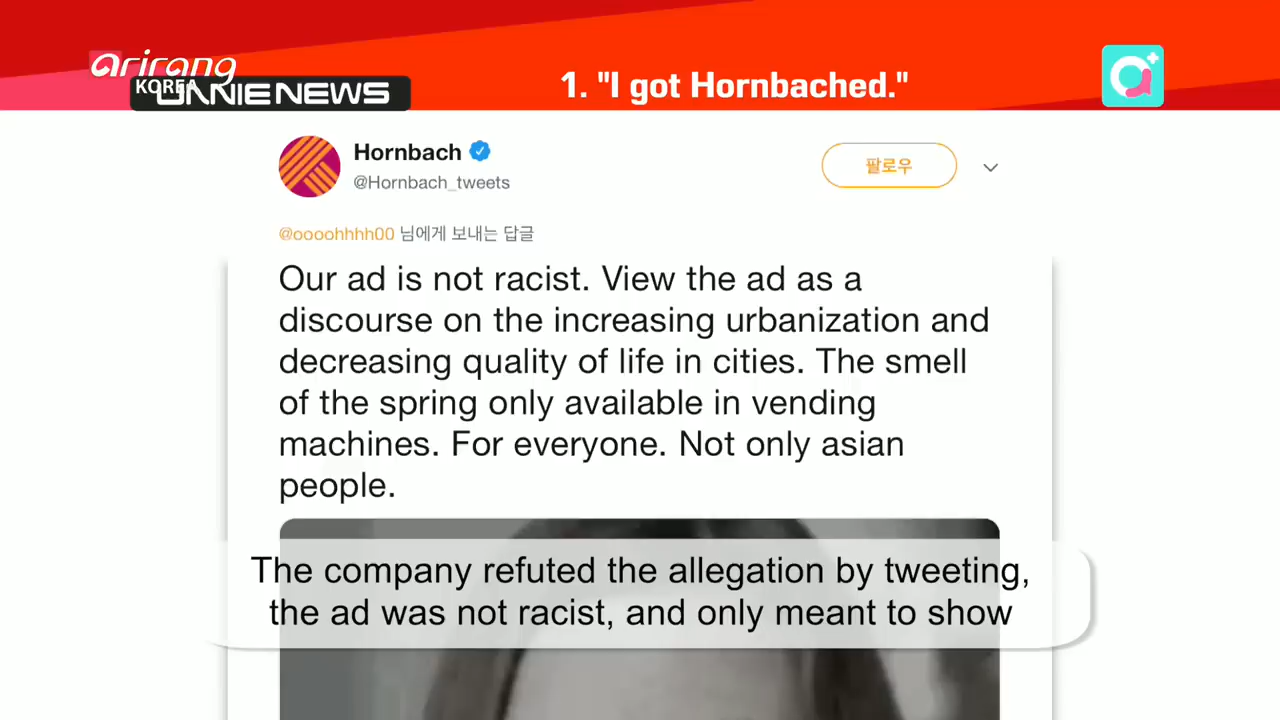 arirang
KOREA
UNNIE NEWS
1. "I got Hornbached."
Hornbach
@Hornbach_tweets
팔로우
@oooohhhh00 님에게 보내는 답글
Our ad is not racist. View the ad as a
discourse on the increasing urbanization and
decreasing quality of life in cities. The smell
of the spring only available in vending
machines. For everyone. Not only asian
people.
The company refuted the allegation by tweeting,
the ad was not racist, and only meant to show